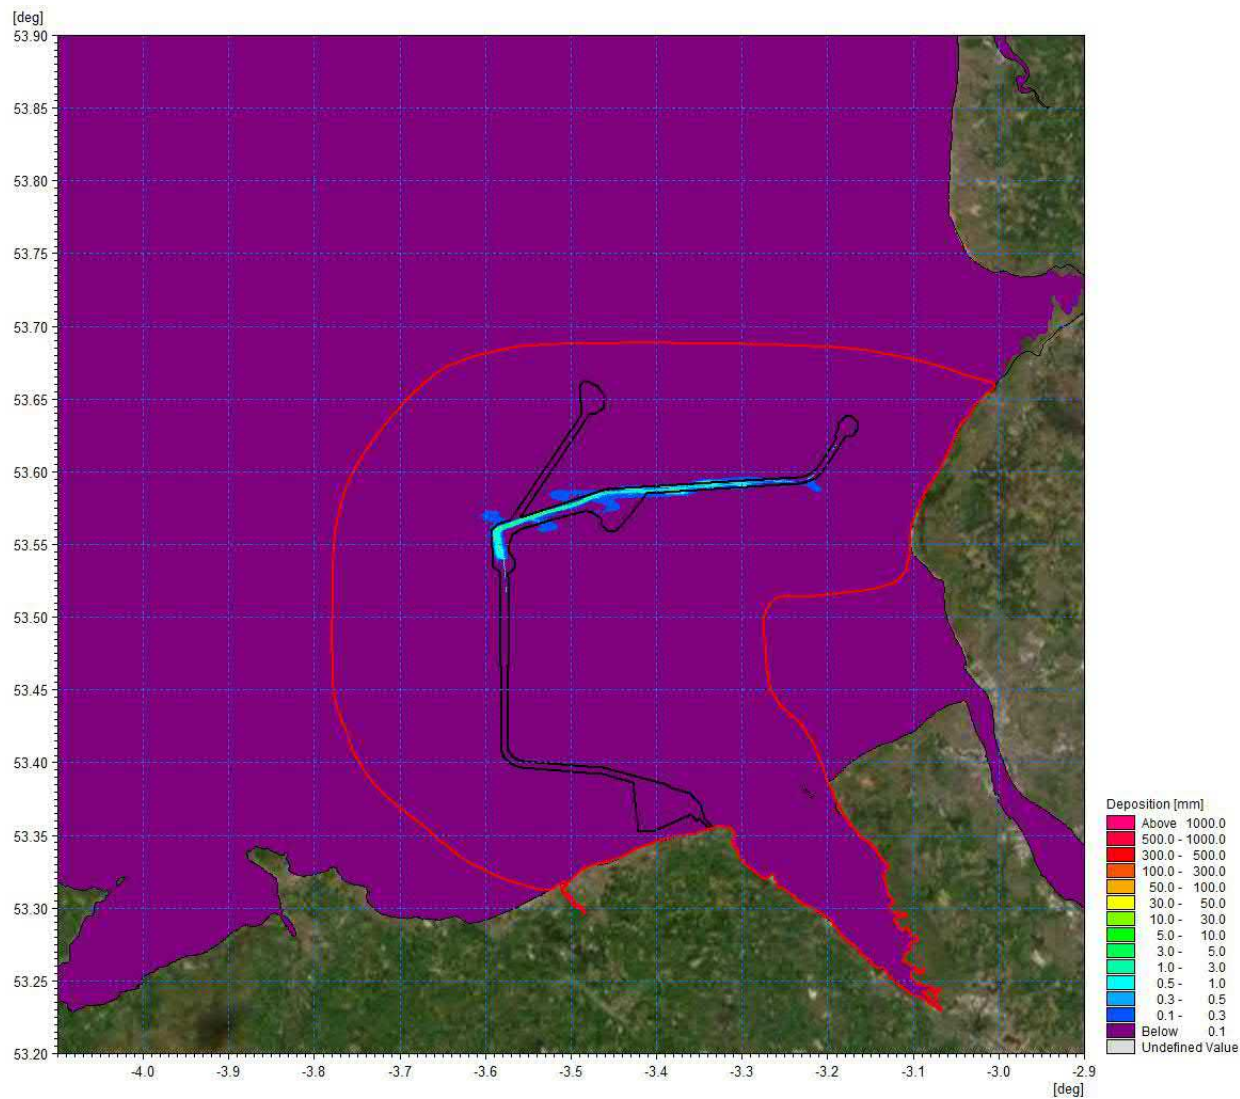 [deg]
53.90
53.85
53.80
53.75
53.70
53.65
53.60
53.55
53.50
53.45
53.40
53.35
53.30
53.25
53.20
-4.0 -3.9 -3.8 -3.7 -3.6 -3.5 -3.4 -3.3 -3.2 -3.1 -3.0 -2.9
[deg]
Deposition [mm]
Above 1000.0
500.0 - 1000.0
300.0 - 500.0
100.0 - 300.0
50.0 - 100.0
30.0 - 50.0
10.0 - 30.0
5.0 - 10.0
3.0 - 5.0
1.0 - 3.0
0.5 - 1.0
0.3 - 0.5
0.1 - 0.3
Below 0.1
Undefined Value